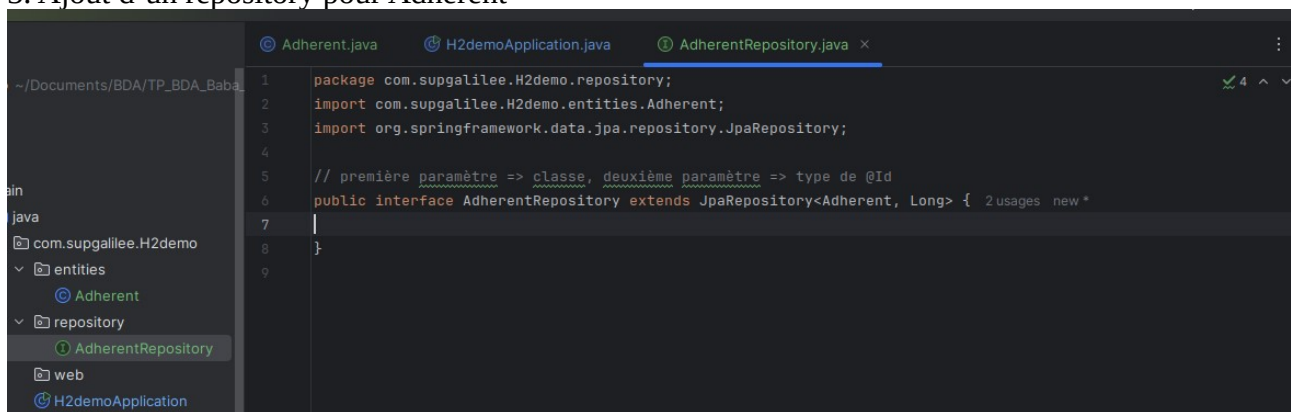 3. Ajout d'un repository pour Adherent
Adherent.java H2demoApplication.java AdherentRepository.java ×
~/Documents/BDA/TP_BDA_Baba_
ain
java
com.supgalilee.H2demo
entities
Adherent
repository
AdherentRepository
web
H2demoApplication
4
1 package com.supgalilee.H2demo.repository;
2 import com.supgalilee.H2demo.entities.Adherent;
3 import org.springframework.data.jpa.repository.JpaRepository;
4
5 // première paramètre => classe, deuxième paramètre => type de @Id
6 public interface AdherentRepository extends JpaRepository<Adherent, Long> { 2 usages new *
7
8 }
9